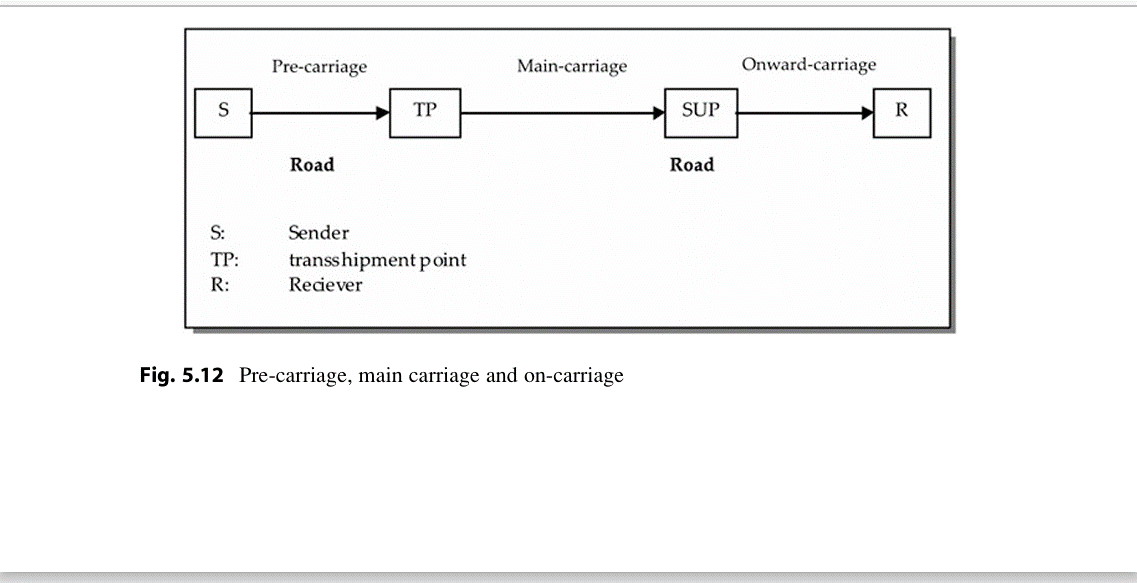 Pre-carriage Main-carriage Onward-carriage
S TP SUP R
Road Road
S: Sender
TP: transshipment point
R: Reciever
Fig. 5.12 Pre-carriage, main carriage and on-carriage